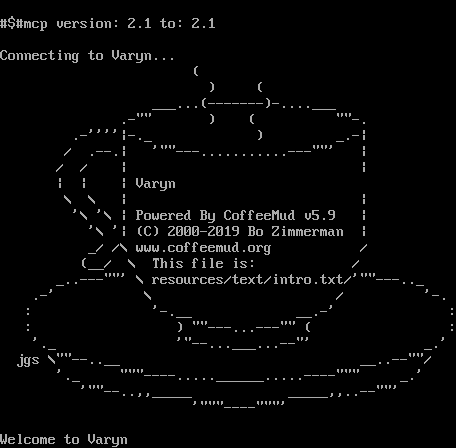 #$#mcp version: 2.1 to: 2.1
Connecting to Varyn...
Varyn
Powered By CoffeeMud v5.9
(C) 2000-2019 Bo Zimmerman
www.coffeemud.org
This file is:
resources/text/intro.txt
jgs
Welcome to Varyn